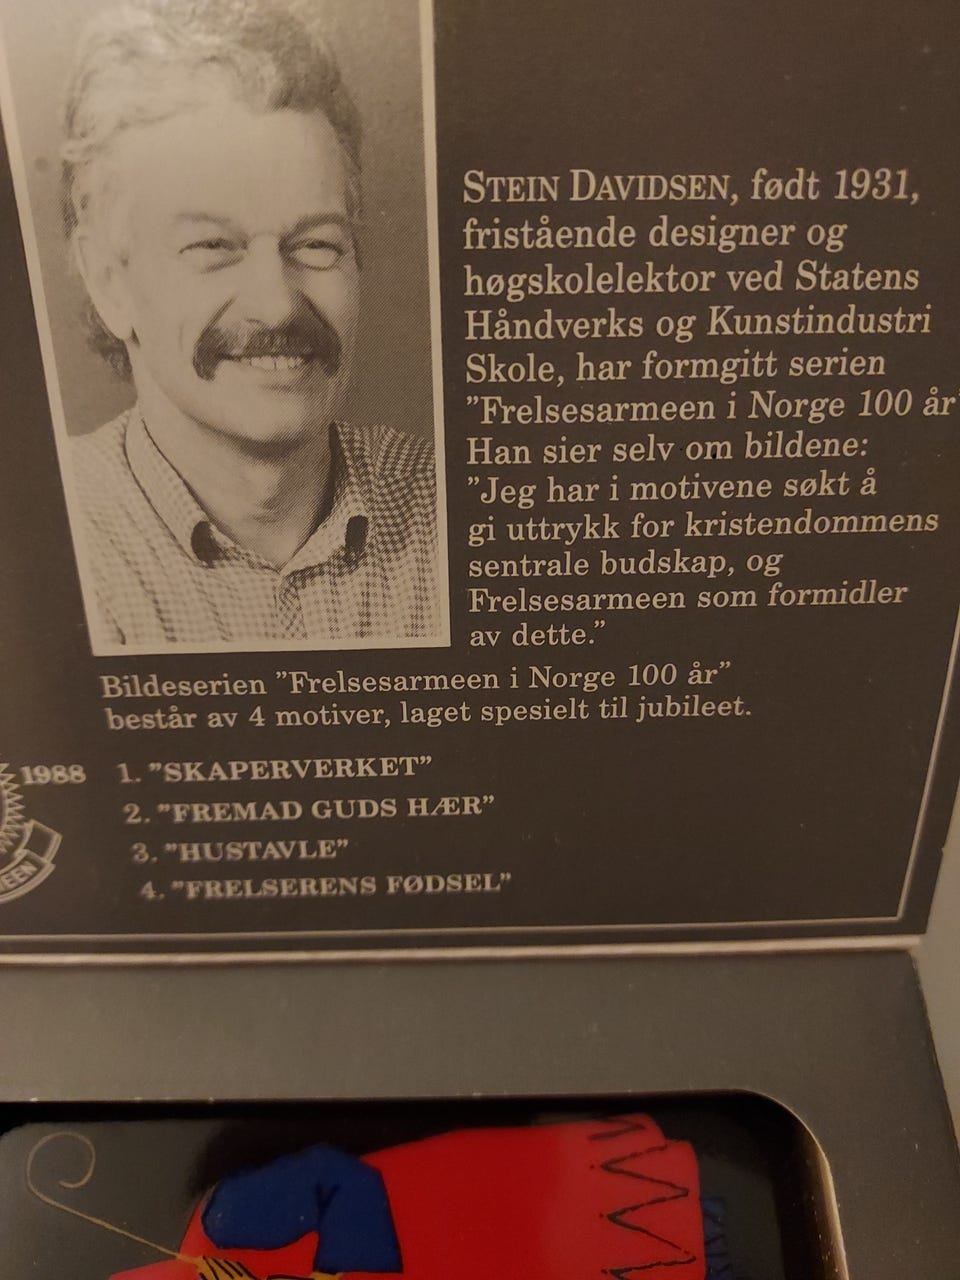 STEIN DAVIDSEN, født 1931,
fristående designer og
høgskolelektor ved Statens
Håndverks og Kunstindustri
Skole, har formgitt serien
"Frelsesarmeen i Norge 100 år"
Han sier selv om bildene:
"Jeg har i motivene søkt å
gi uttrykk for kristendommens
sentrale budskap, og
Frelsesarmeen som formidler
av dette."
Bildeserien "Frelsesarmeen i Norge 100 år"
består av 4 motiver, laget spesielt til jubileet.
1988
1. "SKAPERVERKET"
2. "FREMAD GUDS HÆR"
3. "HUSTAVLE"
4. "FRELSERENS FØDSEL"